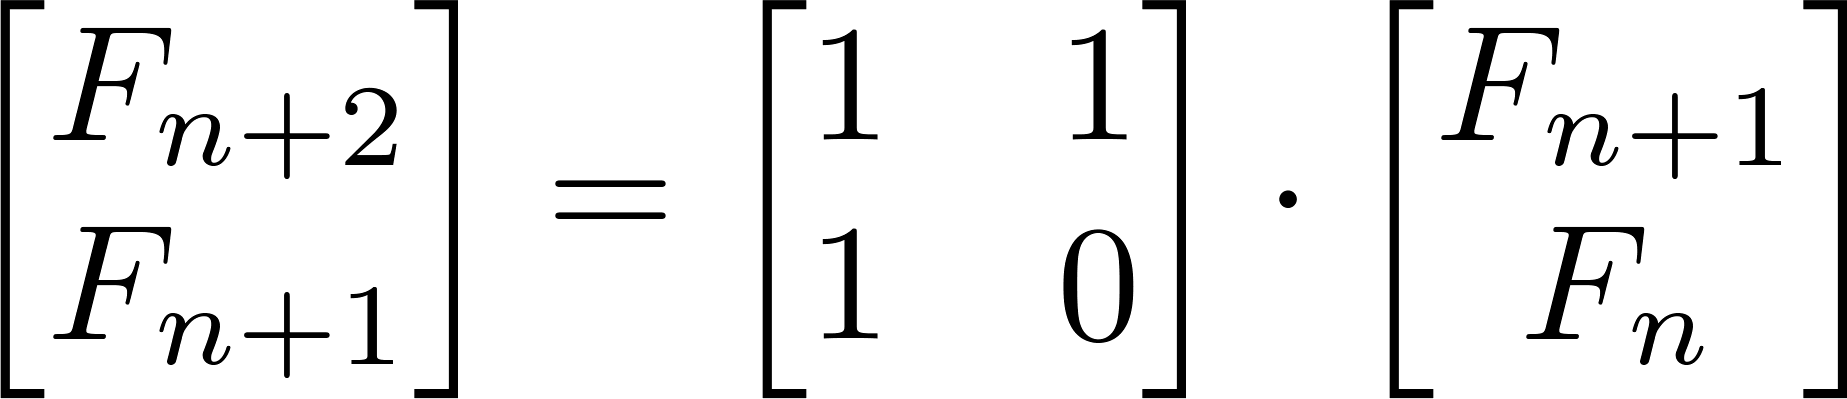 [F_{n+2}] = [1 1] · [F_{n+1}]
[F_{n+1}]   [1 0]   [F_n]